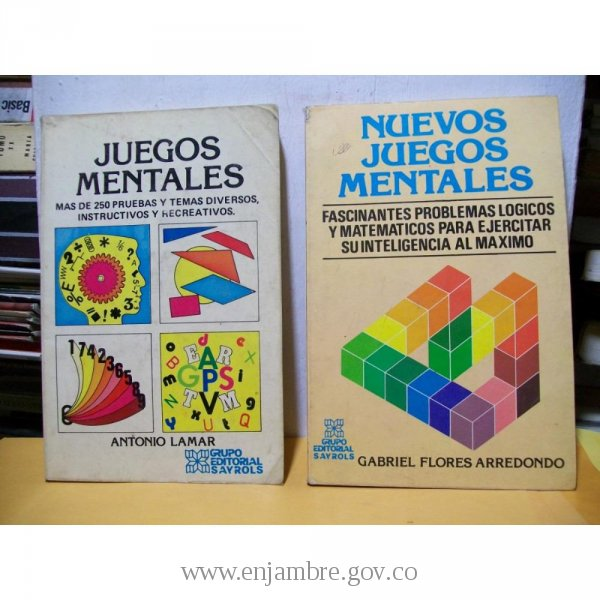 Basic
TOMO
JUEGOS
MENTALES
MAS DE 250 PRUEBAS Y TEMAS DIVERSOS,
INSTRUCTIVOS Y RECREATIVOS.
ANTONIO LAMAR
GRUPO
EDITORIAL
SAYROLS
NUEVOS
JUEGOS
MENTALES
FASCINANTES PROBLEMAS LOGICOS
Y MATEMATICOS PARA EJERCITAR
SU INTELIGENCIA AL MAXIMO
GRUPO
EDITORIAL
SAYROLS
GABRIEL FLORES ARREDONDO
www.enjambre.gov.co